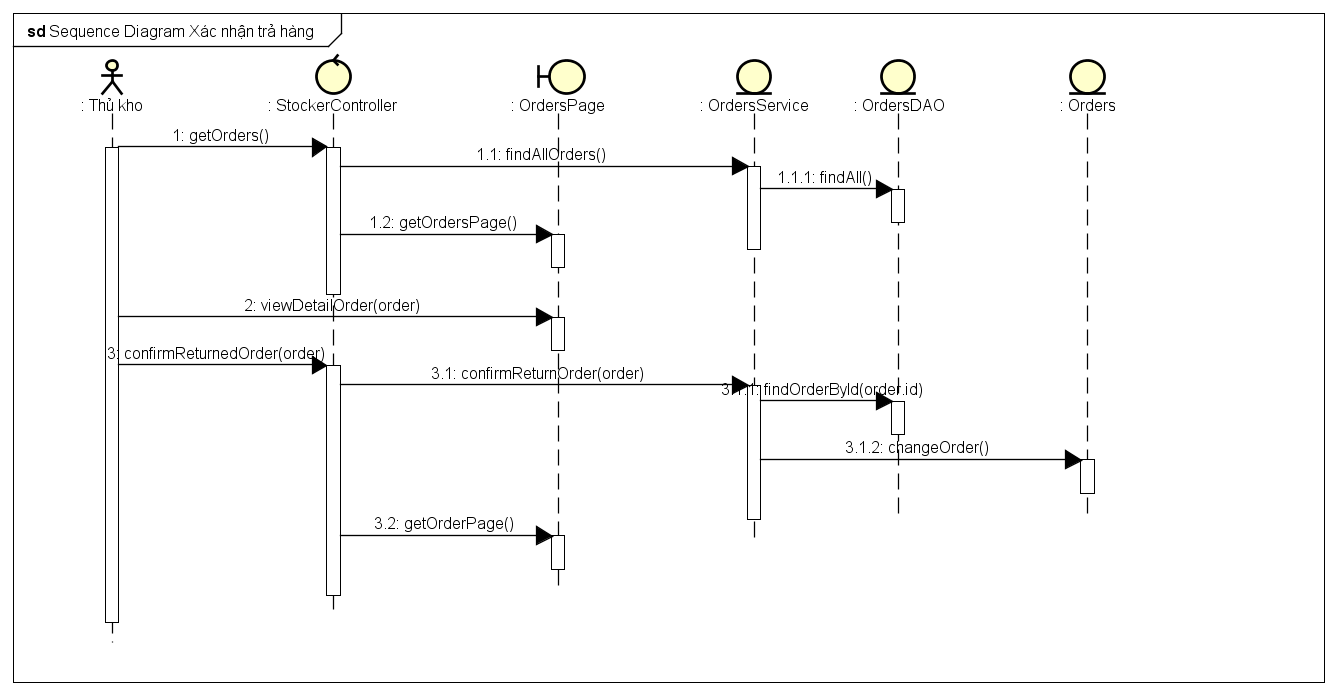 sd Sequence Diagram Xác nhận trả hàng
: Thủ kho
: StockerController
: OrdersPage
: OrdersService
: OrdersDAO
: Orders
1: getOrders()
1.1: findAllOrders()
1.1.1: findAll()
1.2: getOrdersPage()
2: viewDetailOrder(order)
3: confirmReturnedOrder(order)
3.1: confirmReturnOrder(order)
3.1.1: findOrderById(order.id)
3.1.2: changeOrder()
3.2: getOrderPage()